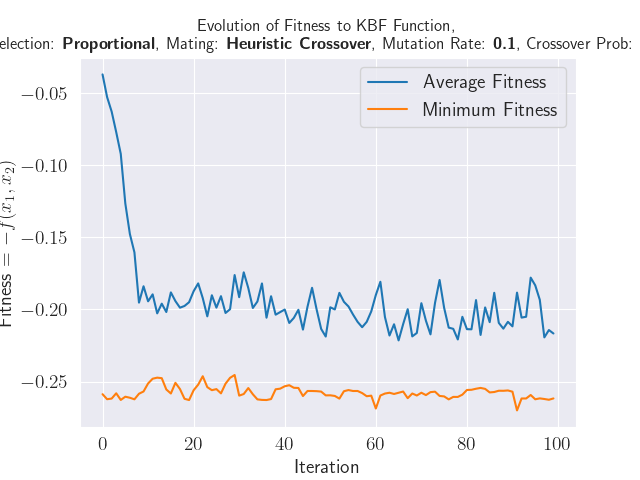 Evolution of Fitness to KBF Function,
election: Proportional, Mating: Heuristic Crossover, Mutation Rate: 0.1, Crossover Prob:
Average Fitness
Minimum Fitness
Fitness = −f(x₁, x₂)
−0.05
−0.10
−0.15
−0.20
−0.25
0 20 40 60 80 100
Iteration